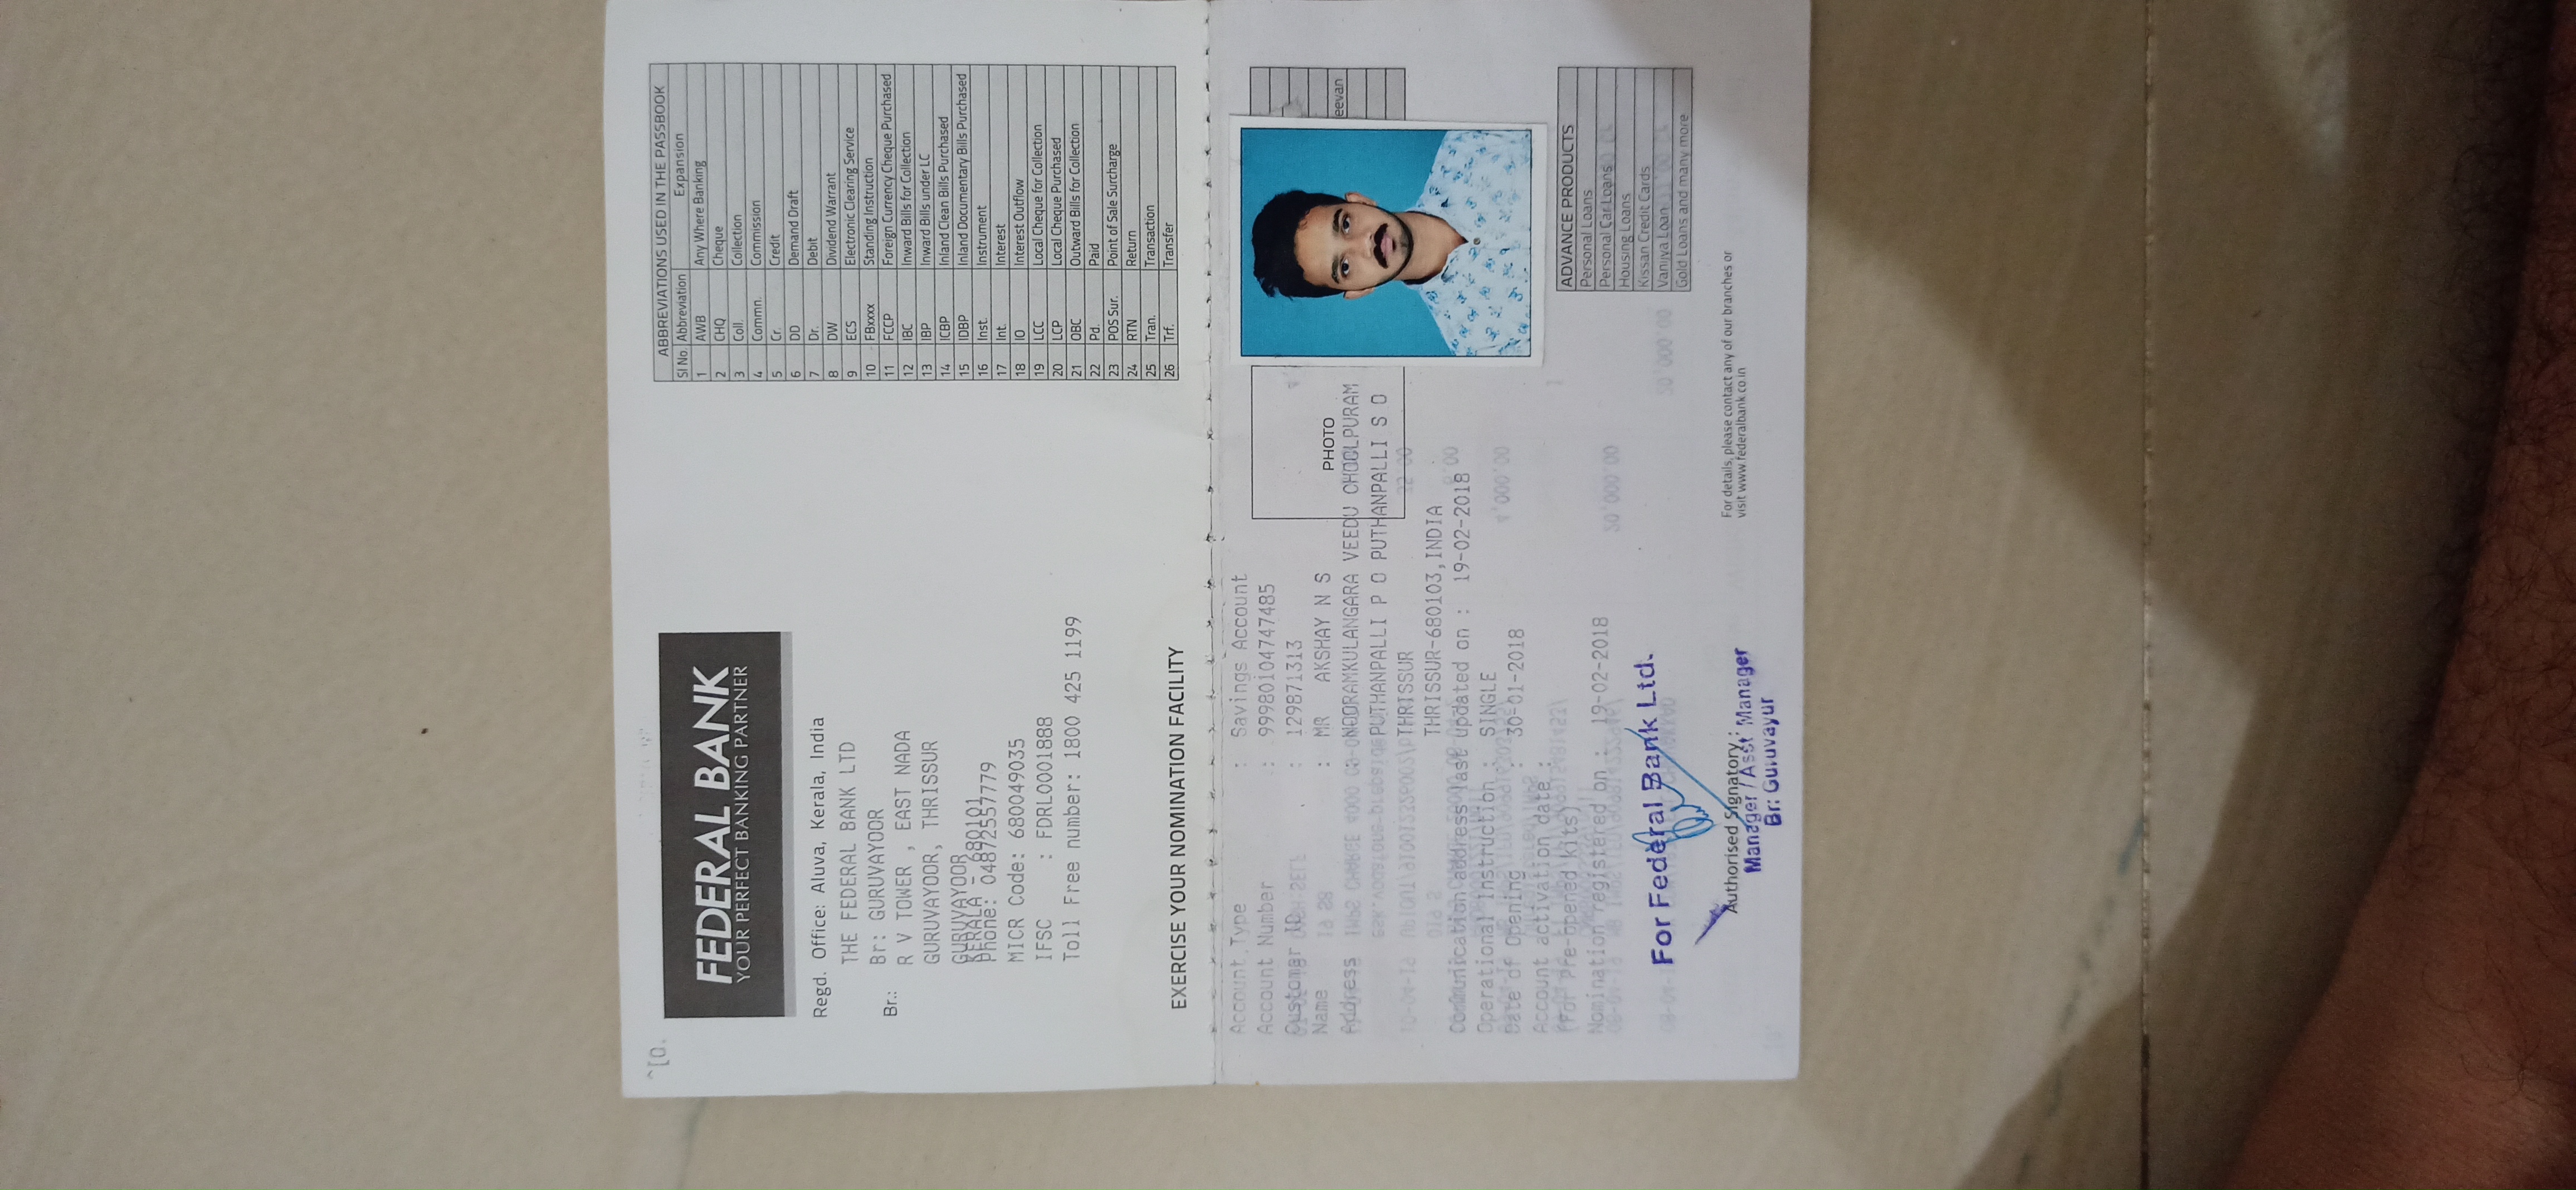 FEDERAL BANK
YOUR PERFECT BANKING PARTNER
Regd. Office: Aluva, Kerala, India
THE FEDERAL BANK LTD
Br.: Br: GURUVAYOOR
R V TOWER , EAST NADA
GURUVAYOOR, THRISSUR
GURUVAYOOR
KERALA - 680101
Phone: 04872557779
MICR Code: 680049035
IFSC : FDRL0001888
Toll Free number: 1800 425 1199
EXERCISE YOUR NOMINATION FACILITY
ABBREVIATIONS USED IN THE PASSBOOK
Sl No. Abbreviation Expansion
1 AWB Any Where Banking
2 CHQ Cheque
3 Coll. Collection
4 Commn. Commission
5 Cr. Credit
6 DD Demand Draft
7 Dr. Debit
8 DW Dividend Warrant
9 ECS Electronic Clearing Service
10 FBxxxx Standing Instruction
11 FCCP Foreign Currency Cheque Purchased
12 IBC Inward Bills for Collection
13 IBP Inward Bills under LC
14 ICBP Inland Clean Bills Purchased
15 IDBP Inland Documentary Bills Purchased
16 Inst. Instrument
17 Int. Interest
18 IO Interest Outflow
19 LCC Local Cheque for Collection
20 LCP Local Cheque Purchased
21 OBC Outward Bills for Collection
22 Pd. Paid
23 POS Sur. Point of Sale Surcharge
24 RTN Return
25 Tran. Transaction
26 Trf. Transfer
Account Type : Savings Account
Account Number : 99980104747485
Customer ID : 129871313
Name : MR AKSHAY N S
Address : NOORAMKULANGARA VEEDU CHOOLPURAM
PUTHANPALLI P O PUTHANPALLI S O
THRISSUR
THRISSUR-680103,INDIA
Communication address last updated on : 19-02-2018
Operational Instruction : SINGLE
Date of Opening : 30-01-2018
Account activation date :
(For Pre-opened kits)
Nomination registered on : 19-02-2018
PHOTO
eevan
For Federal Bank Ltd.
Authorised Signatory :
Manager / Asst Manager
Br: Guruvayur
ADVANCE PRODUCTS
Personal Loans
Personal Car Loans
Housing Loans
Kissan Credit Cards
Vanijya Loan
Gold Loans and many more
For details, please contact any of our branches or
visit www.federalbank.co.in